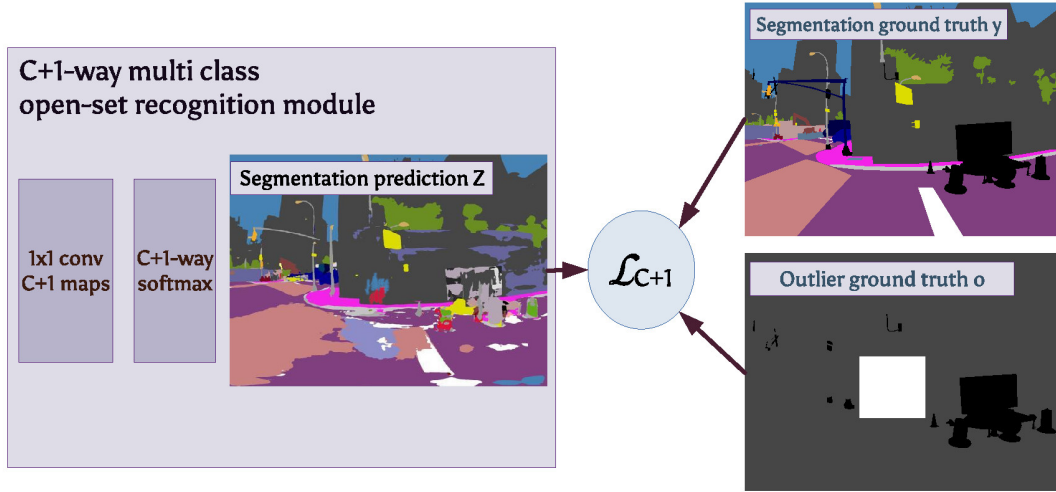 C+1-way multi class
open-set recognition module
1x1 conv
C+1 maps
C+1-way
softmax
Segmentation prediction Z
ℒC+1
Segmentation ground truth y
Outlier ground truth o